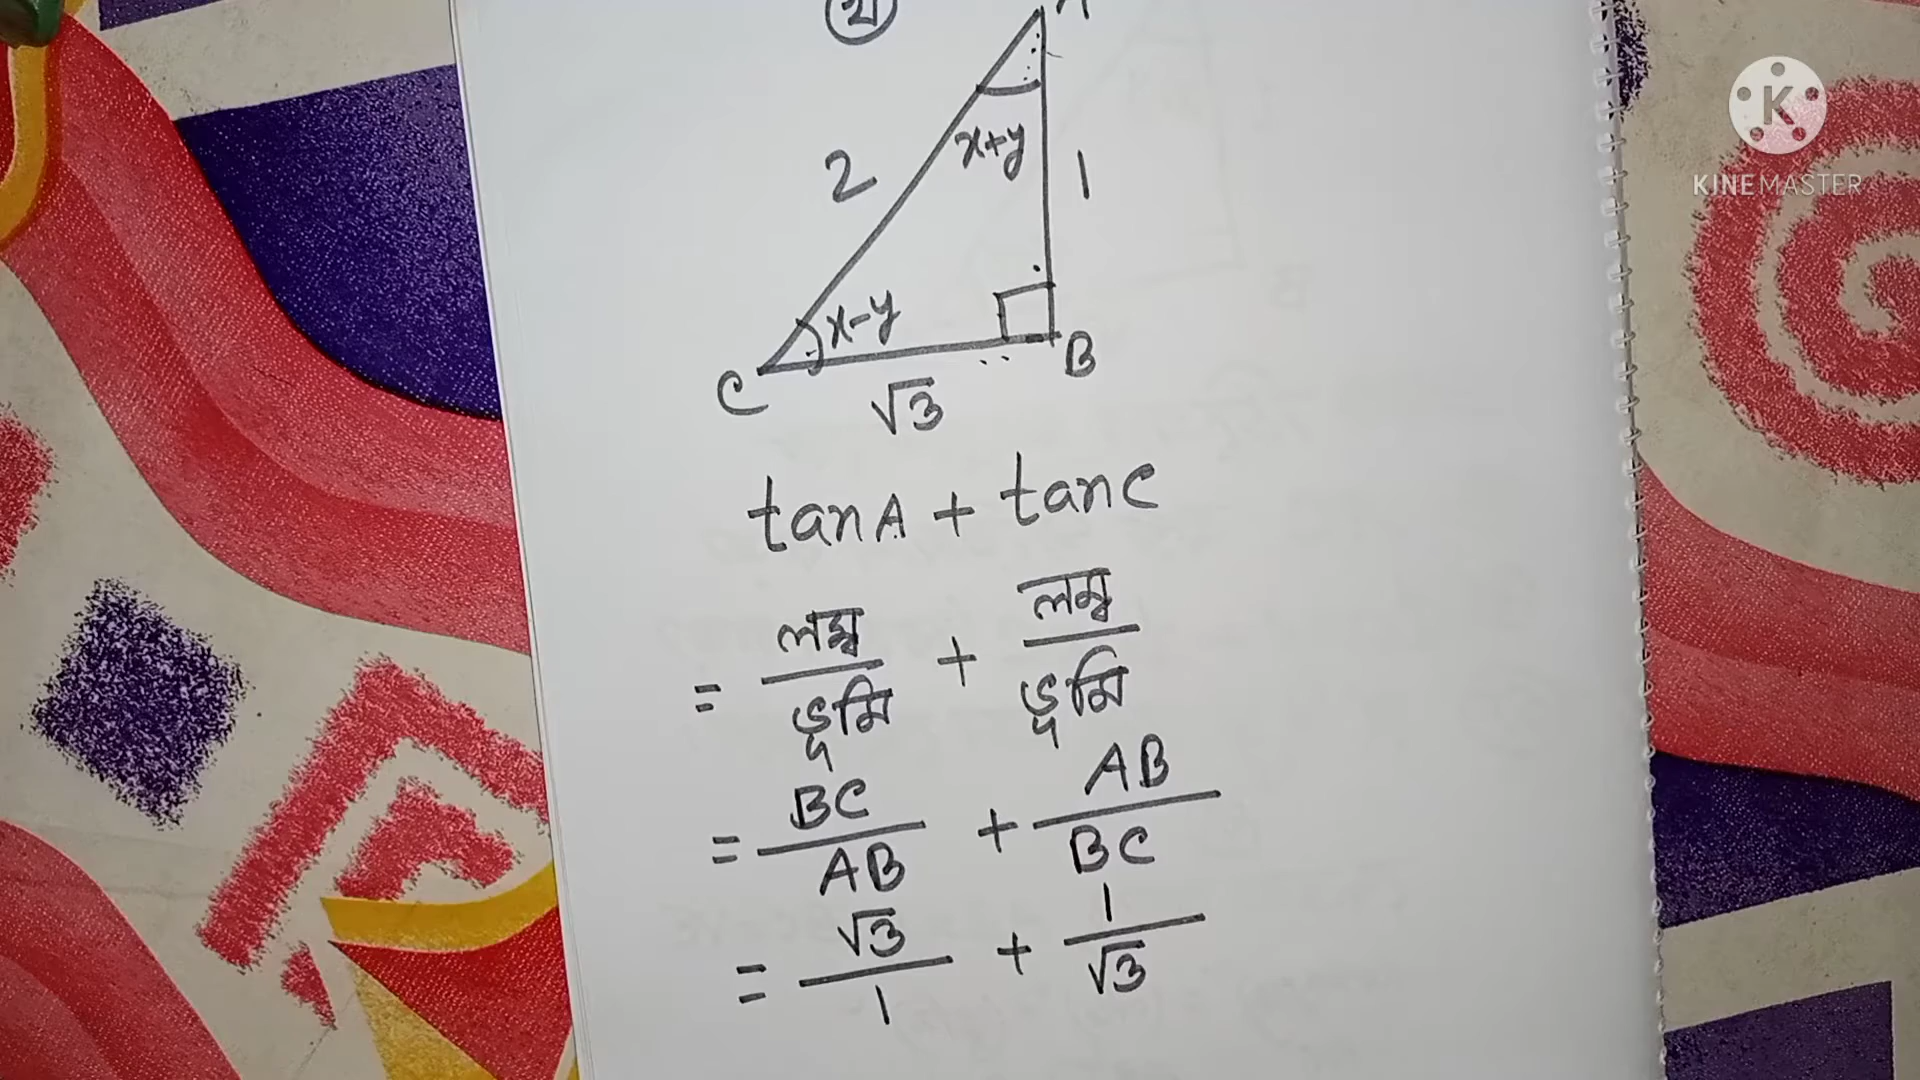 খ A
2 x+y 1
x-y
C B
√3
tanA + tanC
= লম্ব/ভূমি + লম্ব/ভূমি
= BC/AB + AB/BC
= √3/1 + 1/√3
K
KINEMASTER